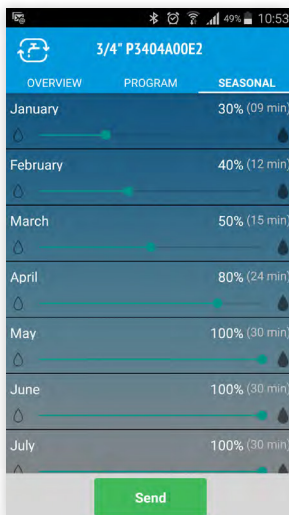 49% 10:53
3/4" P3404A00E2
OVERVIEW PROGRAM SEASONAL
January 30% (09 min)
February 40% (12 min)
March 50% (15 min)
April 80% (24 min)
May 100% (30 min)
June 100% (30 min)
July 100% (30 min)
Send